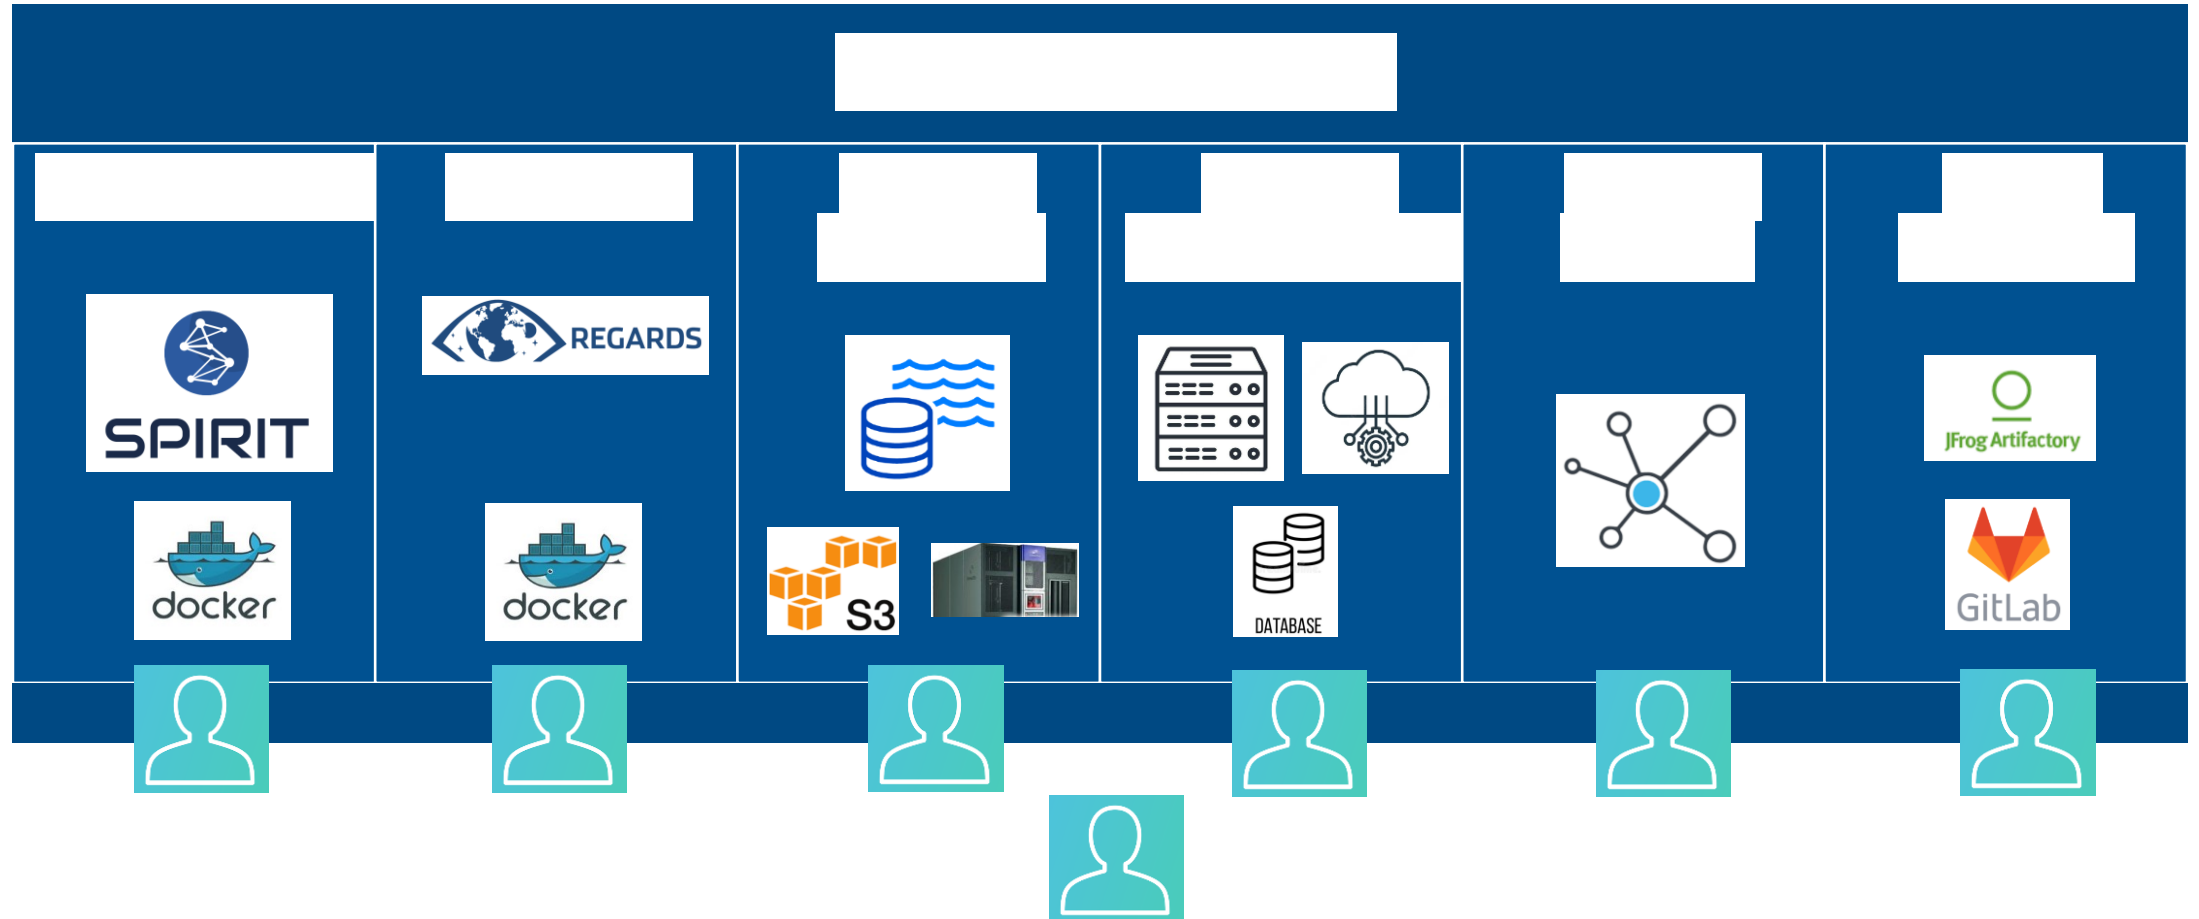 SPIRIT
docker
REGARDS
docker
S3
DATABASE
JFrog Artifactory
GitLab